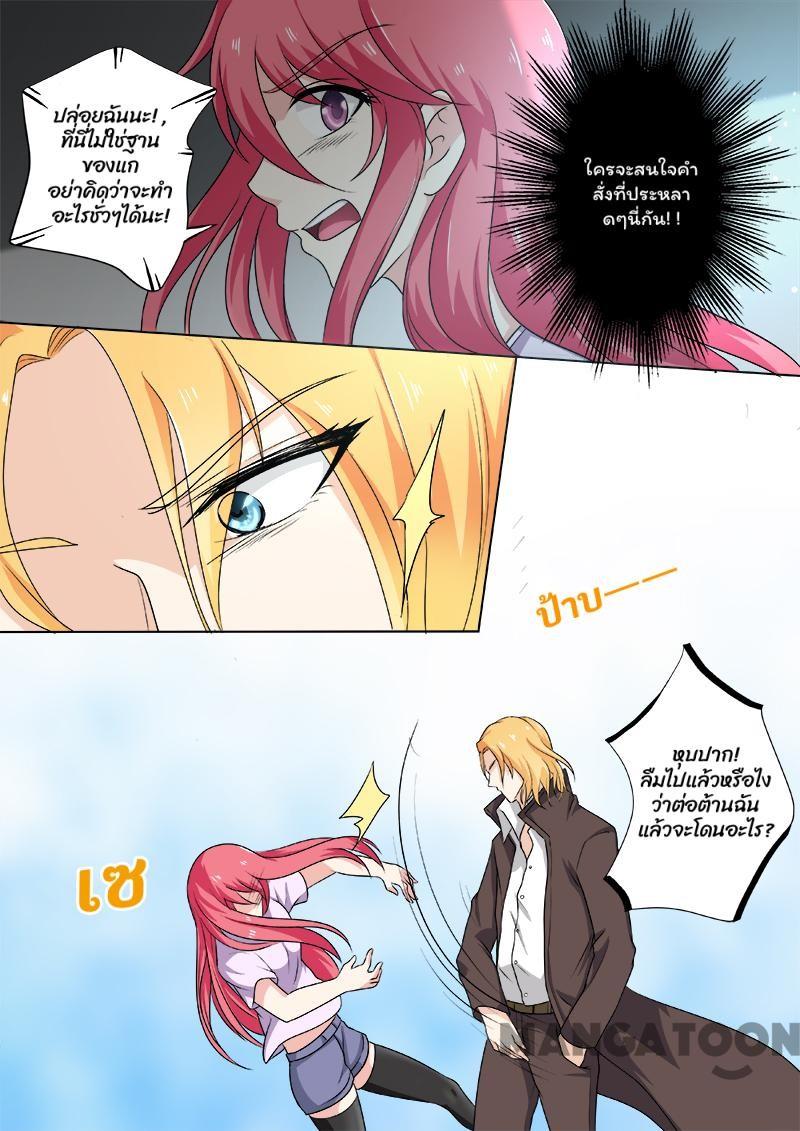 ปล่อยฉันนะ!,
ที่นี่ไม่ใช่ฐาน
ของแก
อย่าคิดว่าจะทำ
อะไรชั่วๆได้นะ!
ใครจะสนใจคำ
สั่งที่ประหลา
ดๆนี่กัน!!
ป้าบ——
หุบปาก!
ลืมไปแล้วหรือไง
ว่าต่อต้านฉัน
แล้วจะโดนอะไร?
เซ
MANGATOON